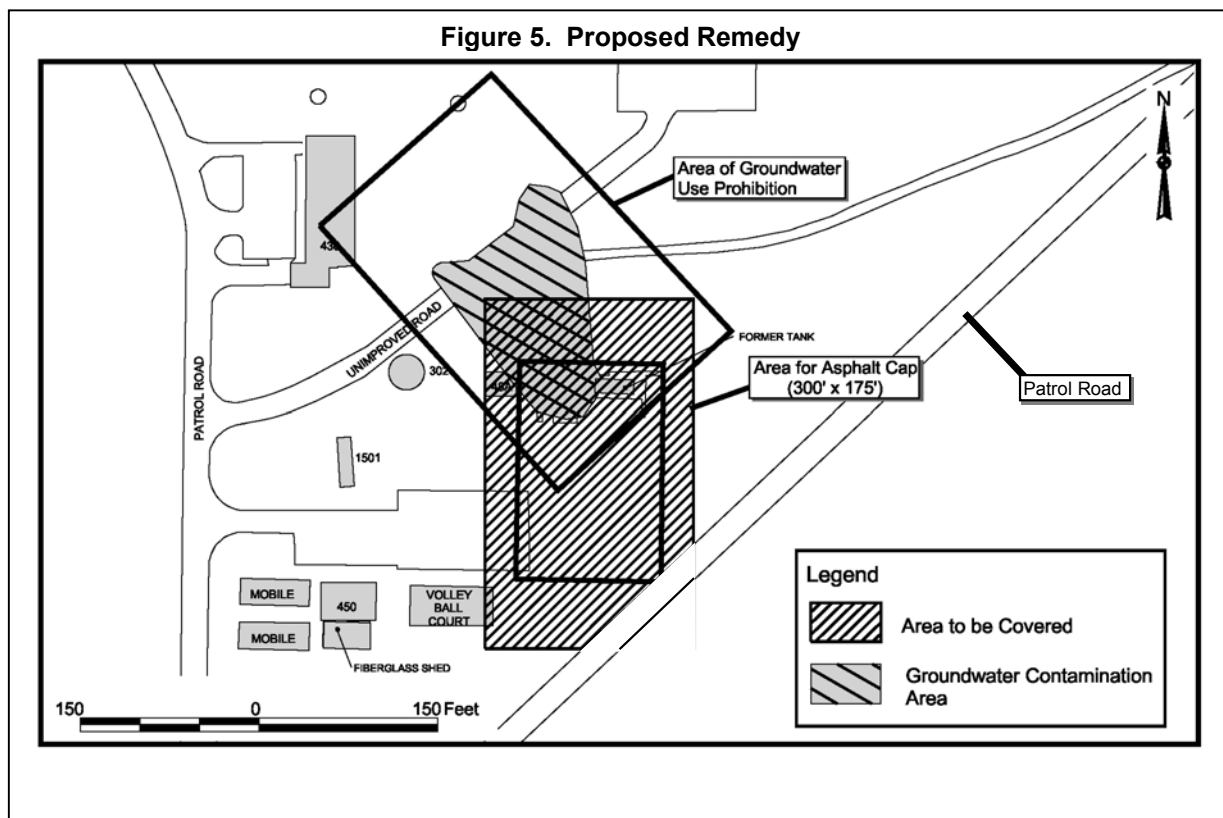 Figure 5. Proposed Remedy
N
Area of Groundwater
Use Prohibition
UNIMPROVED ROAD
PATROL ROAD
302
FORMER TANK
Area for Asphalt Cap
(300' x 175')
Patrol Road
1501
MOBILE
450
VOLLEY
BALL
COURT
MOBILE
FIBERGLASS SHED
150
0
150 Feet
Legend
Area to be Covered
Groundwater Contamination
Area